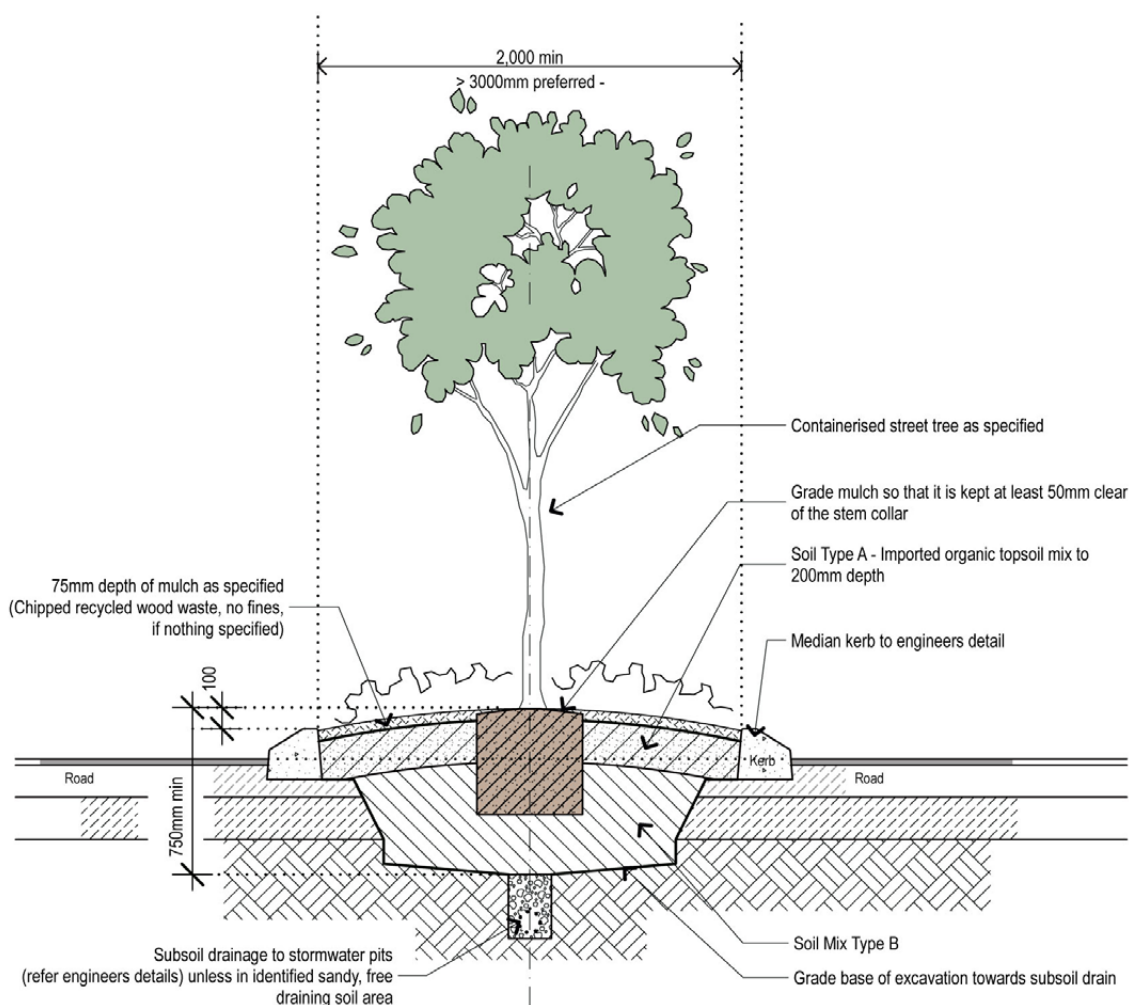 2,000 min
> 3000mm preferred -
Containerised street tree as specified
Grade mulch so that it is kept at least 50mm clear
of the stem collar
Soil Type A - Imported organic topsoil mix to
200mm depth
75mm depth of mulch as specified
(Chipped recycled wood waste, no fines,
if nothing specified)
Median kerb to engineers detail
100
Kerb
Road
Road
750mm min
Subsoil drainage to stormwater pits
(refer engineers details) unless in identified sandy, free
draining soil area
Soil Mix Type B
Grade base of excavation towards subsoil drain